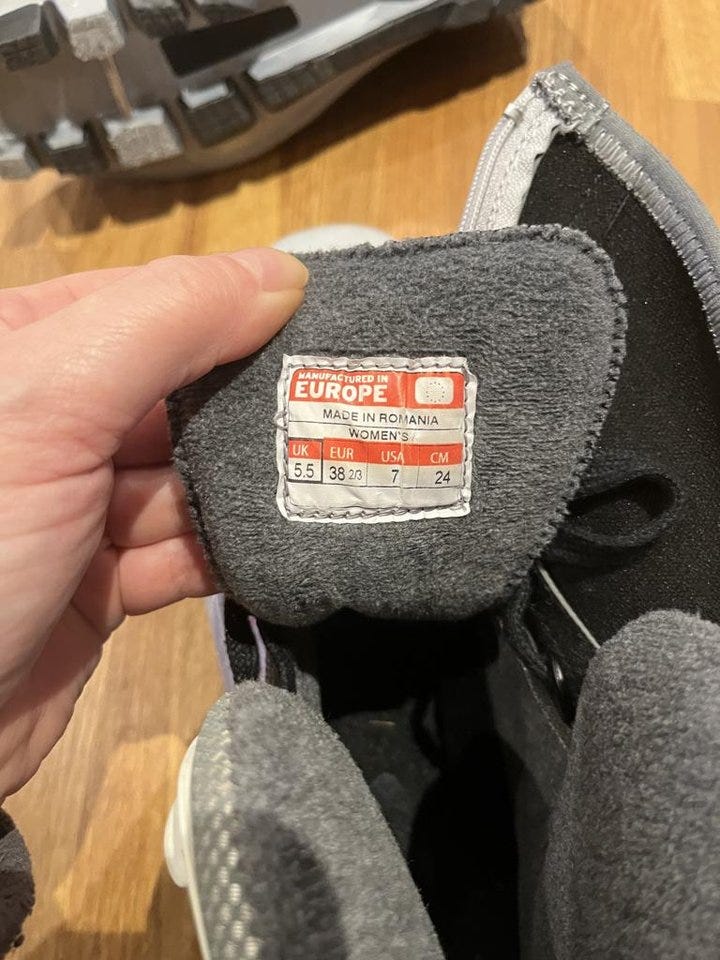 MANUFACTURED IN
EUROPE
MADE IN ROMANIA
WOMEN'S
UK EUR USA CM
5.5 38 2/3 7 24